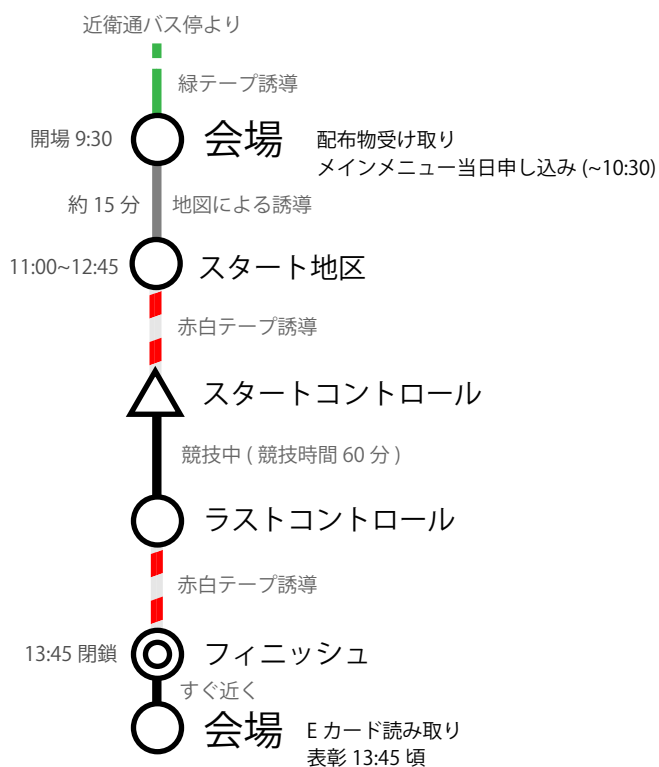 近衛通バス停より
緑テープ誘導
開場 9:30
会場
配布物受け取り
メインメニュー当日申し込み (~10:30)
約 15 分
地図による誘導
11:00~12:45
スタート地区
赤白テープ誘導
スタートコントロール
競技中 ( 競技時間 60 分 )
ラストコントロール
赤白テープ誘導
13:45 閉鎖
フィニッシュ
すぐ近く
会場
E カード読み取り
表彰 13:45 頃